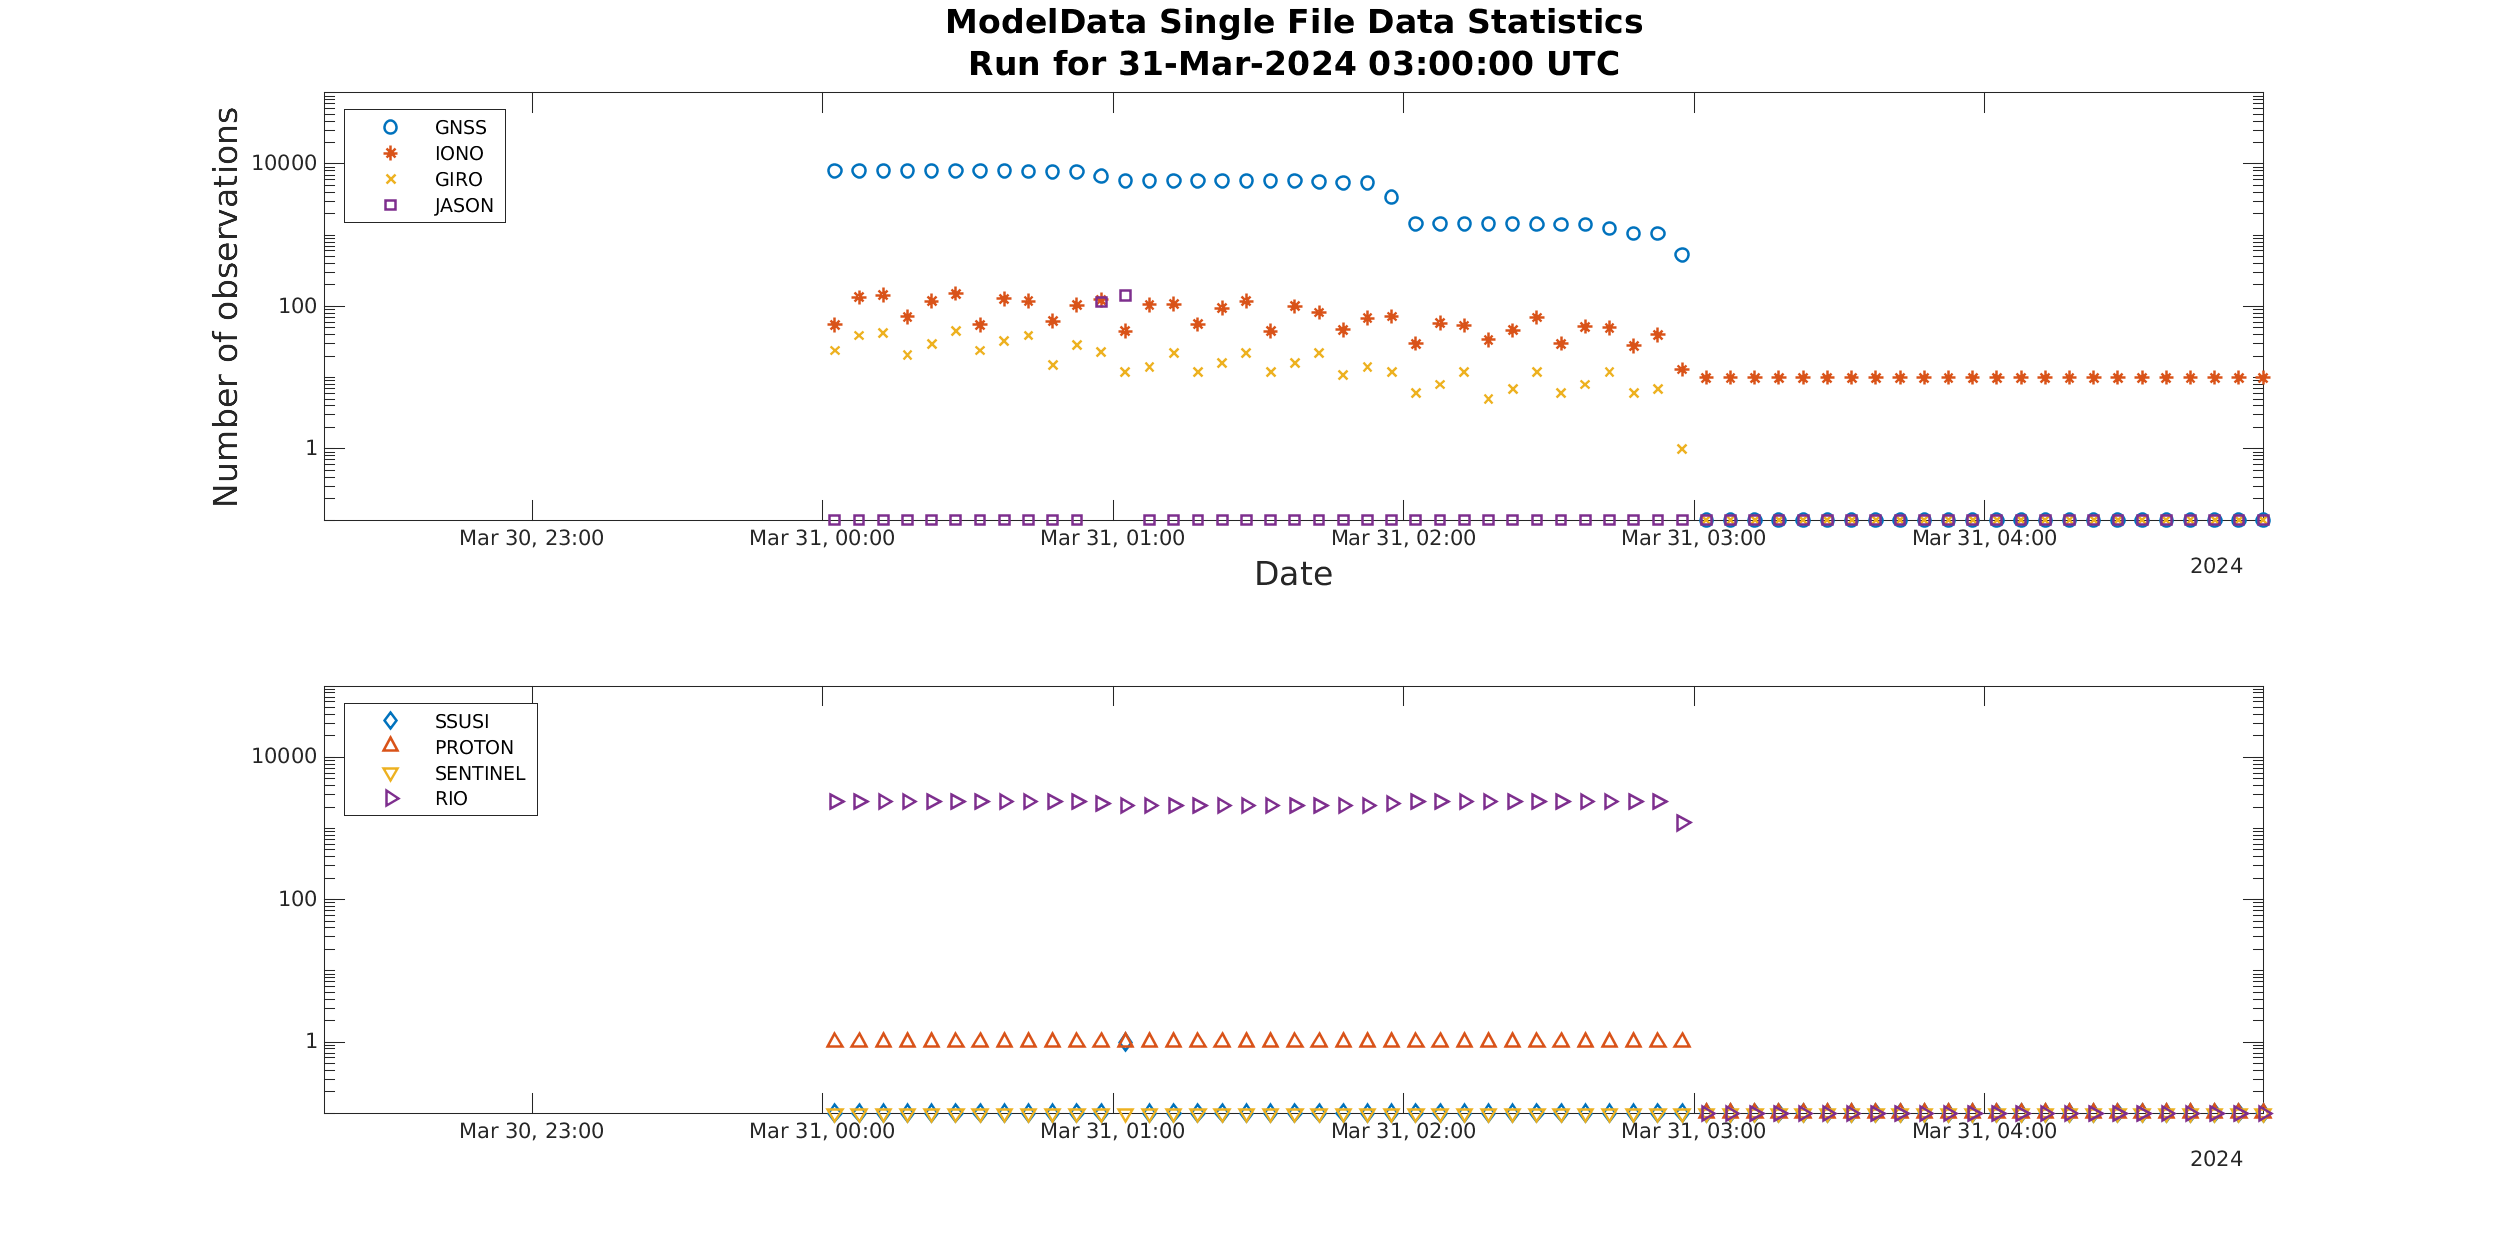 ModelData Single File Data Statistics
Run for 31-Mar-2024 03:00:00 UTC
Number of observations
10000
100
1
GNSS
IONO
GIRO
JASON
Mar 30, 23:00
Mar 31, 00:00
Mar 31, 01:00
Mar 31, 02:00
Mar 31, 03:00
Mar 31, 04:00
Date
2024
10000
100
1
SSUSI
PROTON
SENTINEL
RIO
Mar 30, 23:00
Mar 31, 00:00
Mar 31, 01:00
Mar 31, 02:00
Mar 31, 03:00
Mar 31, 04:00
2024